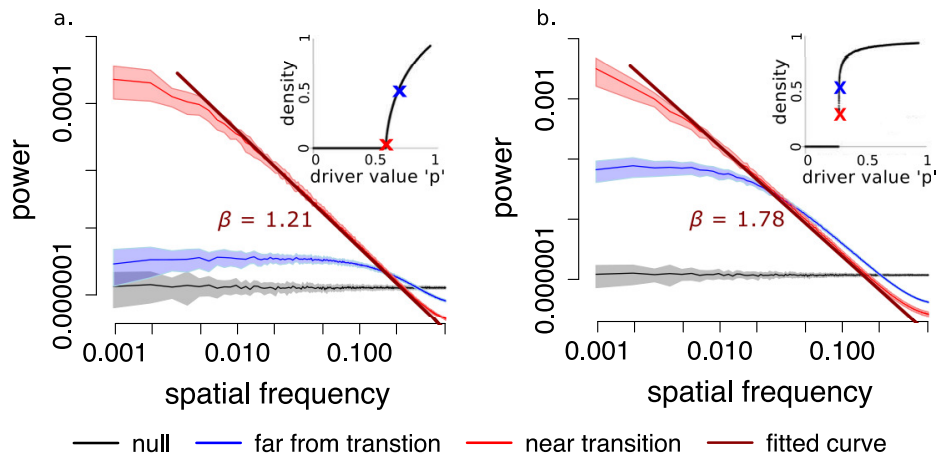 a.
power
0.0001
0.000001
0.001
0.010
0.100
spatial frequency
β = 1.21
density
1
0.5
0
0
0.5
1
driver value 'p'
b.
power
0.001
0.00001
0.001
0.010
0.100
spatial frequency
β = 1.78
density
1
0.5
0
0
0.5
1
driver value 'p'
null
far from transtion
near transition
fitted curve